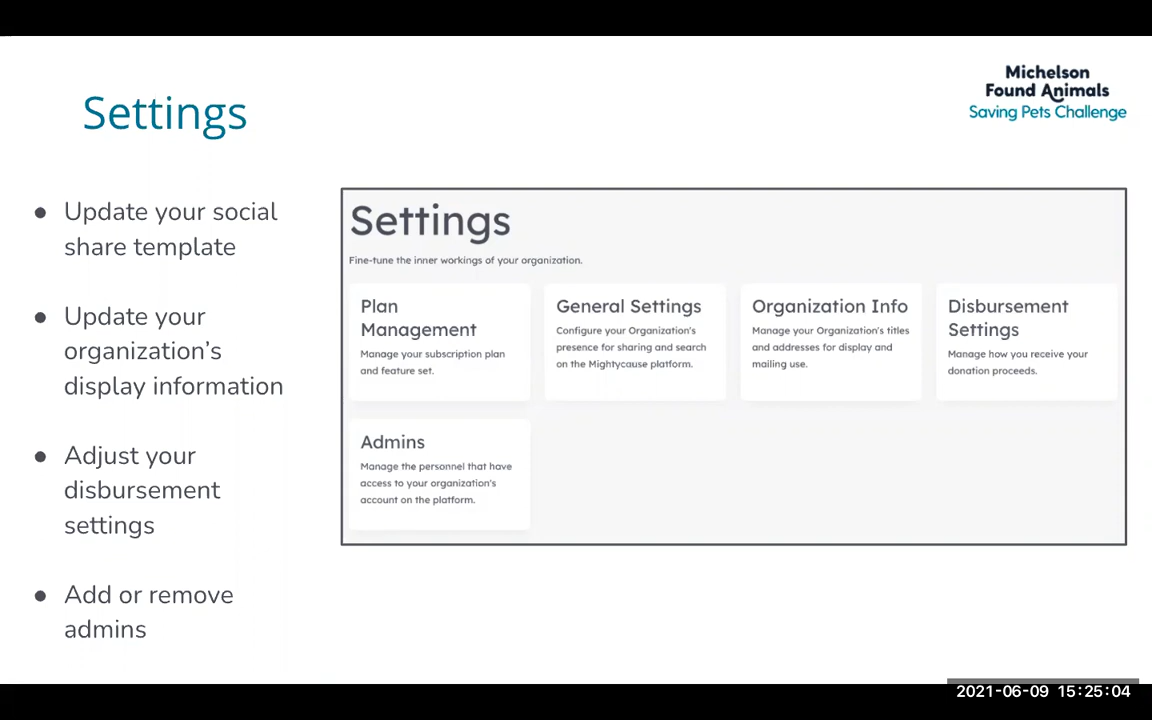 Michelson
Found Animals
Saving Pets Challenge
Settings
● Update your social
share template
● Update your
organization's
display information
● Adjust your
disbursement
settings
● Add or remove
admins
Settings
Fine-tune the inner workings of your organization.
Plan
Management
Manage your subscription plan
and feature set.
General Settings
Configure your Organization's
presence for sharing and search
on the Mightycause platform.
Organization Info
Manage your Organization's titles
and addresses for display and
mailing use.
Disbursement
Settings
Manage how you receive your
donation proceeds.
Admins
Manage the personnel that have
access to your organization's
account on the platform.
2021-06-09 15:25:04